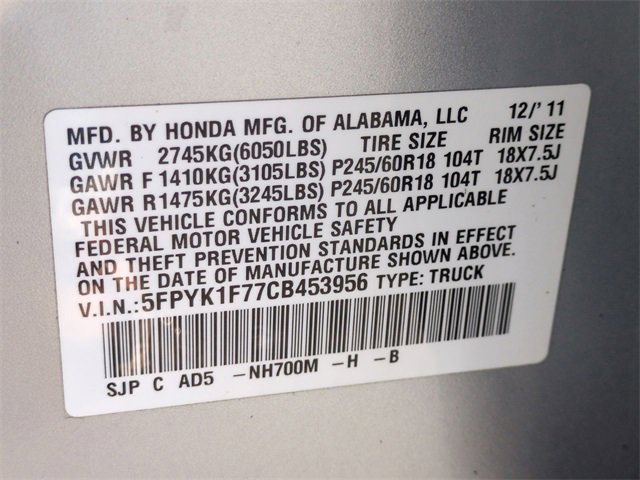 MFD. BY HONDA MFG. OF ALABAMA, LLC 12/'11
GVWR 2745KG(6050LBS) TIRE SIZE RIM SIZE
GAWR F 1410KG(3105LBS) P245/60R18 104T 18X7.5J
GAWR R1475KG(3245LBS) P245/60R18 104T 18X7.5J
THIS VEHICLE CONFORMS TO ALL APPLICABLE
FEDERAL MOTOR VEHICLE SAFETY
AND THEFT PREVENTION STANDARDS IN EFFECT
ON THE DATE OF MANUFACTURE SHOWN ABOVE.
V.I.N.:5FPYK1F77CB453956 TYPE: TRUCK
SJP C AD5 -NH700M -H -B